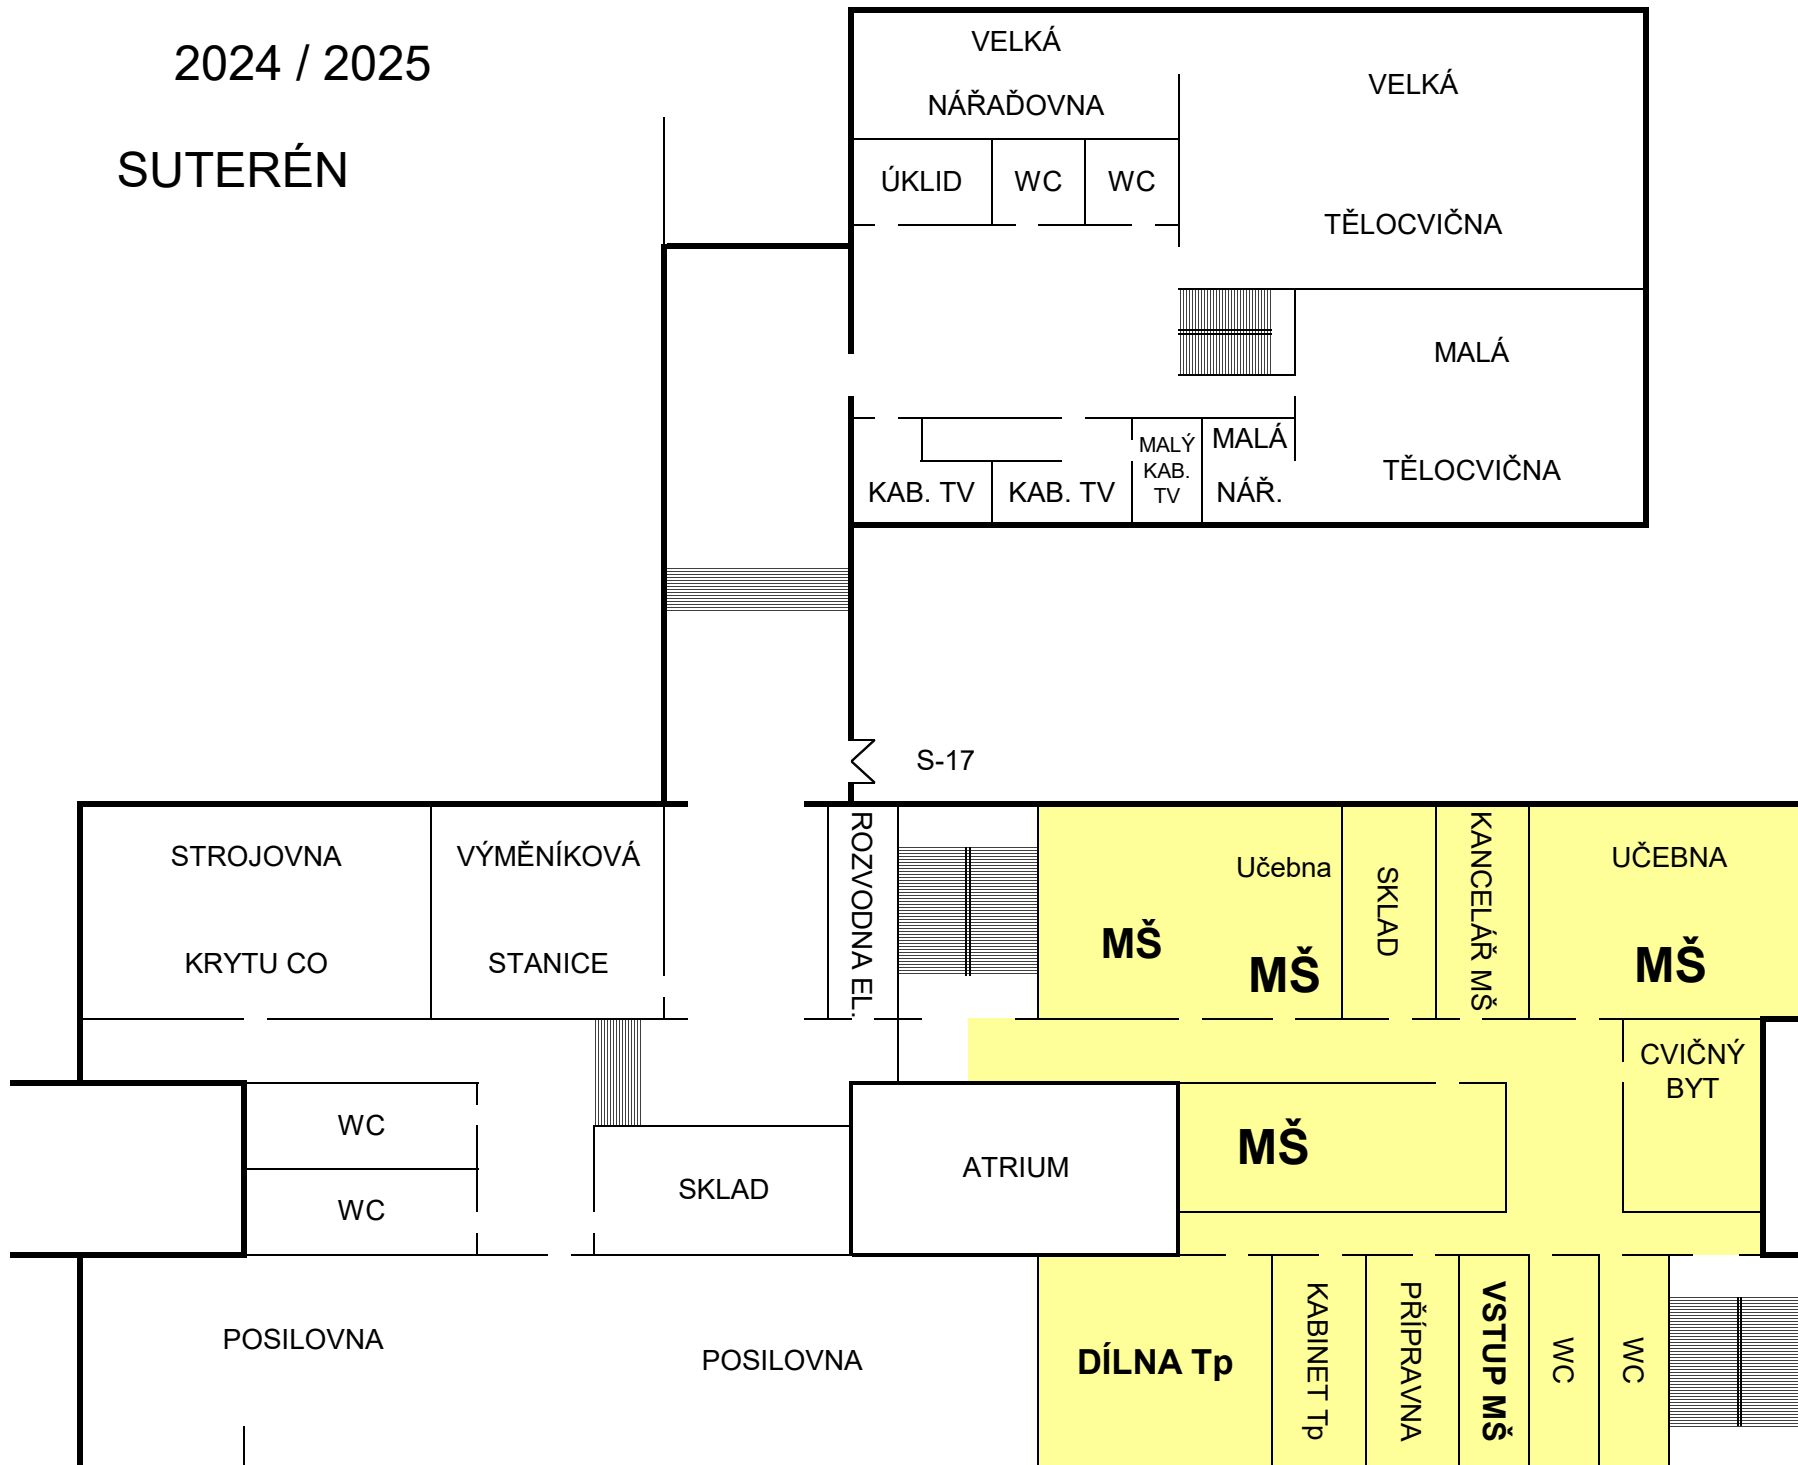 2024 / 2025
SUTERÉN
VELKÁ
NÁŘAĎOVNA
VELKÁ
TĚLOCVIČNA
ÚKLID
WC
WC
MALÁ
TĚLOCVIČNA
KAB. TV
KAB. TV
MALÝ
KAB.
TV
MALÁ
NÁŘ.
S-17
STROJOVNA
KRYTU CO
VÝMĚNÍKOVÁ
STANICE
ROZVODNA EL.
MŠ
Učebna
MŠ
SKLAD
KANCELÁŘ MŠ
UČEBNA
MŠ
CVIČNÝ
BYT
WC
WC
SKLAD
ATRIUM
MŠ
POSILOVNA
POSILOVNA
DÍLNA Tp
KABINET Tp
PŘÍPRAVNA
VSTUP MŠ
WC
WC